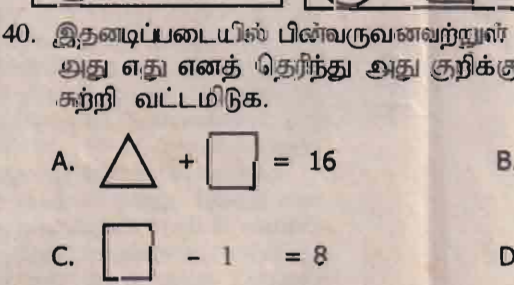 40. இதனடிப்படையில் பின்வருவனவற்றுள்
அது எது எனத் தெரிந்து அது குறிக்கு
சுற்றி வட்டமிடுக.
A. △ + □ = 16 B.
C. □ - 1 = 8 D